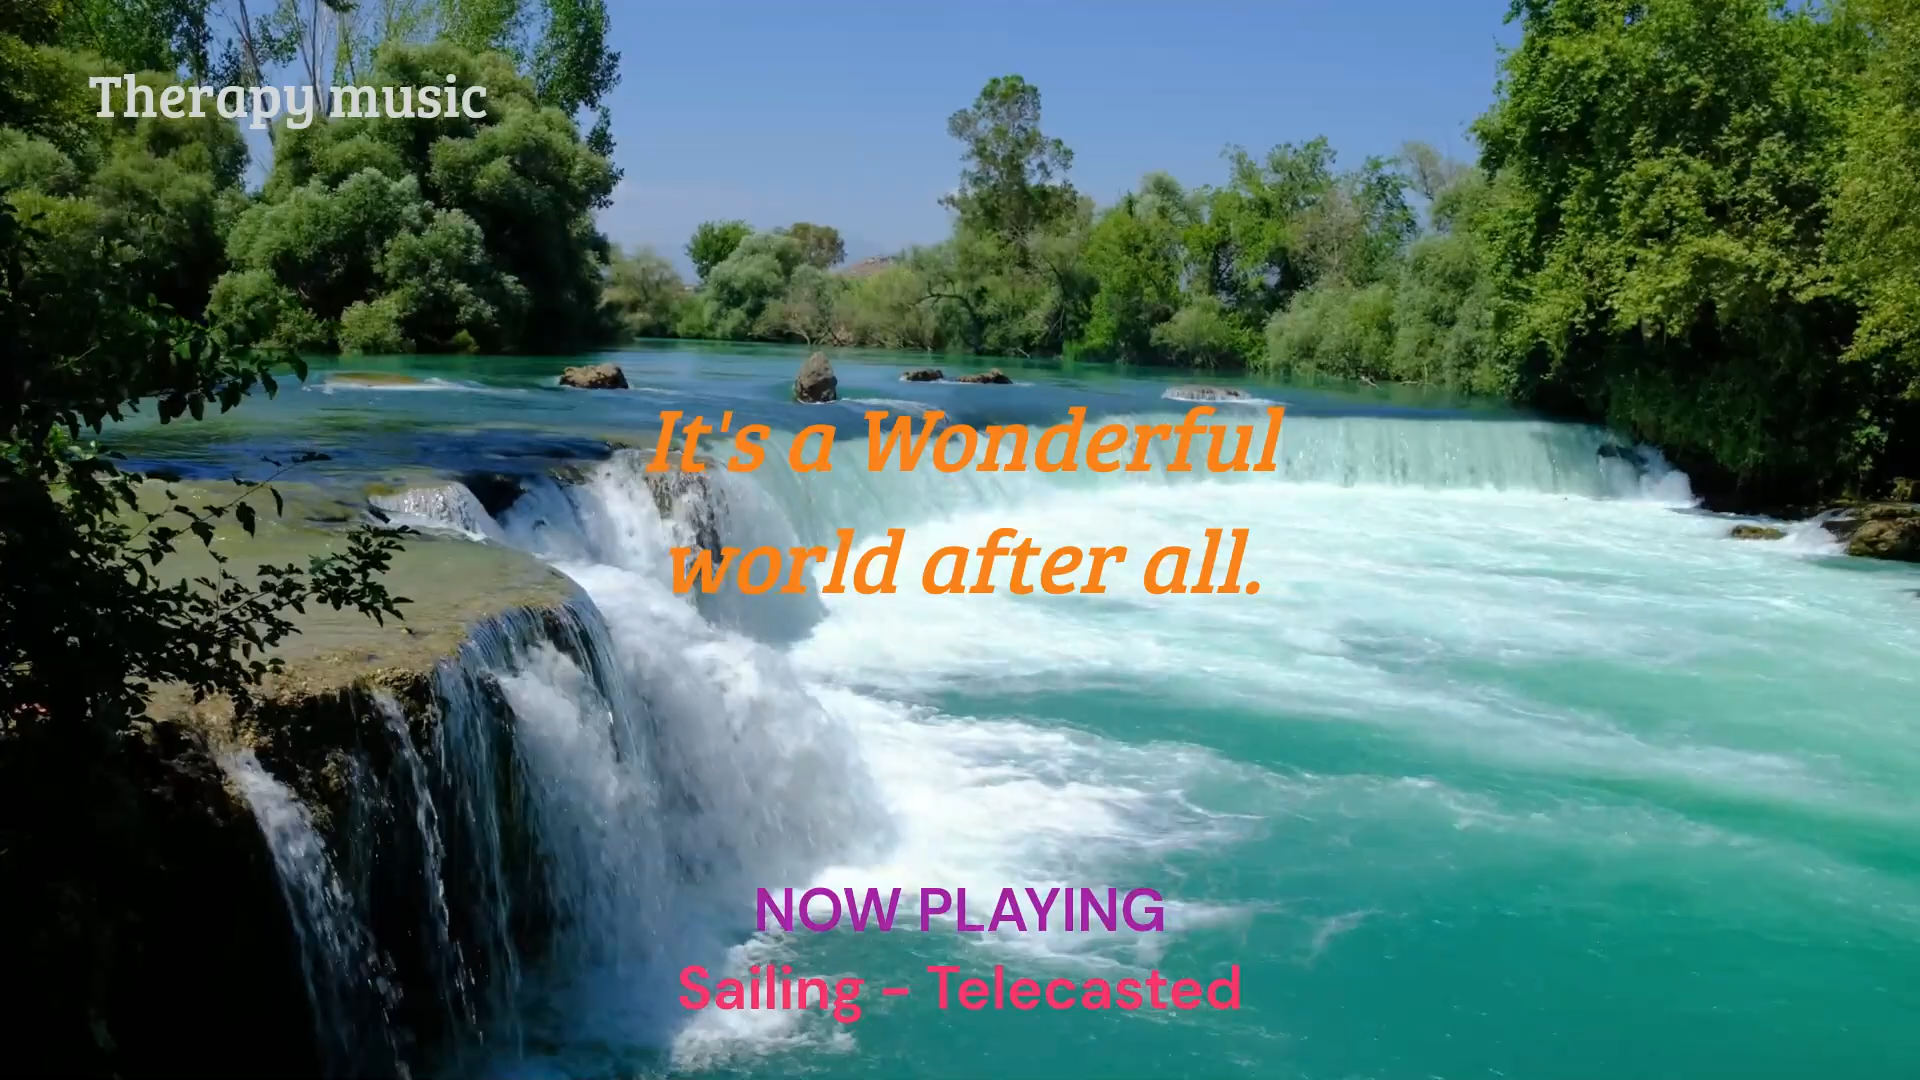 Therapy music
It's a Wonderful
world after all.
NOW PLAYING
Sailing - Telecasted